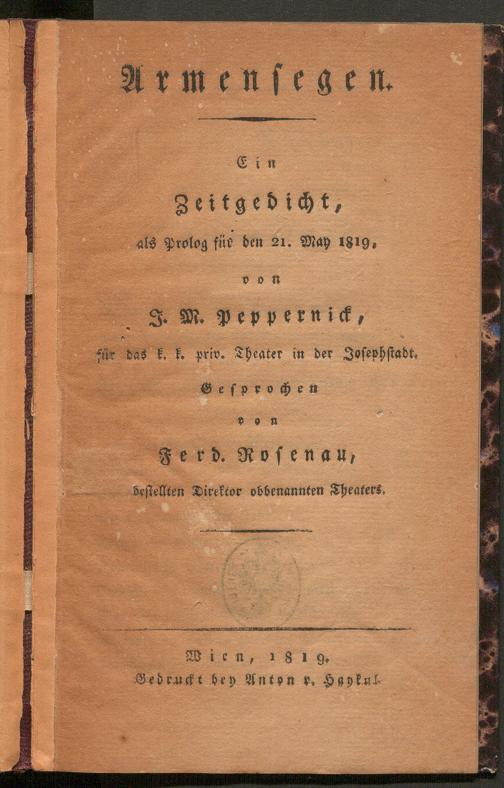 Armensegen.
Ein
Zeitgedicht,
als Prolog für den 21. May 1819,
von
J. M. Peppernick,
für das k. k. priv. Theater in der Josephstadt.
Gesprochen
von
Ferd. Rosenau,
bestellten Direktor obbenannten Theaters.
Wien, 1819.
Gedruckt bey Anton v. Haykul.